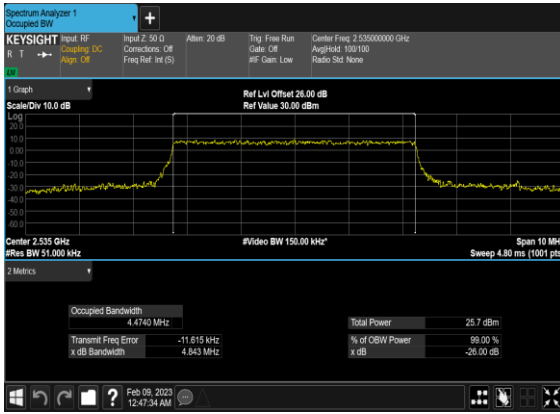 Spectrum Analyzer 1
Occupied BW
KEYSIGHT
R T
LXI
Input: RF
Coupling: DC
Align: Off
Input Z: 50 Ω
Corrections: Off
Freq Ref: Int (S)
Atten: 20 dB
Trig: Free Run
Gate: Off
#IF Gain: Low
Center Freq: 2.535000000 GHz
Avg|Hold: 100/100
Radio Std: None
1 Graph
Scale/Div 10.0 dB
Ref Lvl Offset 26.00 dB
Ref Value 30.00 dBm
Log
20.0
10.0
0.00
-10.0
-20.0
-30.0
-40.0
-50.0
-60.0
Center 2.535 GHz
#Res BW 51.000 kHz
#Video BW 150.00 kHz*
Span 10 MH
Sweep 4.80 ms (1001 pts
2 Metrics
Occupied Bandwidth
4.4740 MHz
Total Power 25.7 dBm
Transmit Freq Error -11.615 kHz
% of OBW Power 99.00 %
x dB Bandwidth 4.843 MHz
x dB -26.00 dB
?
Feb 09, 2023
12:47:34 AM